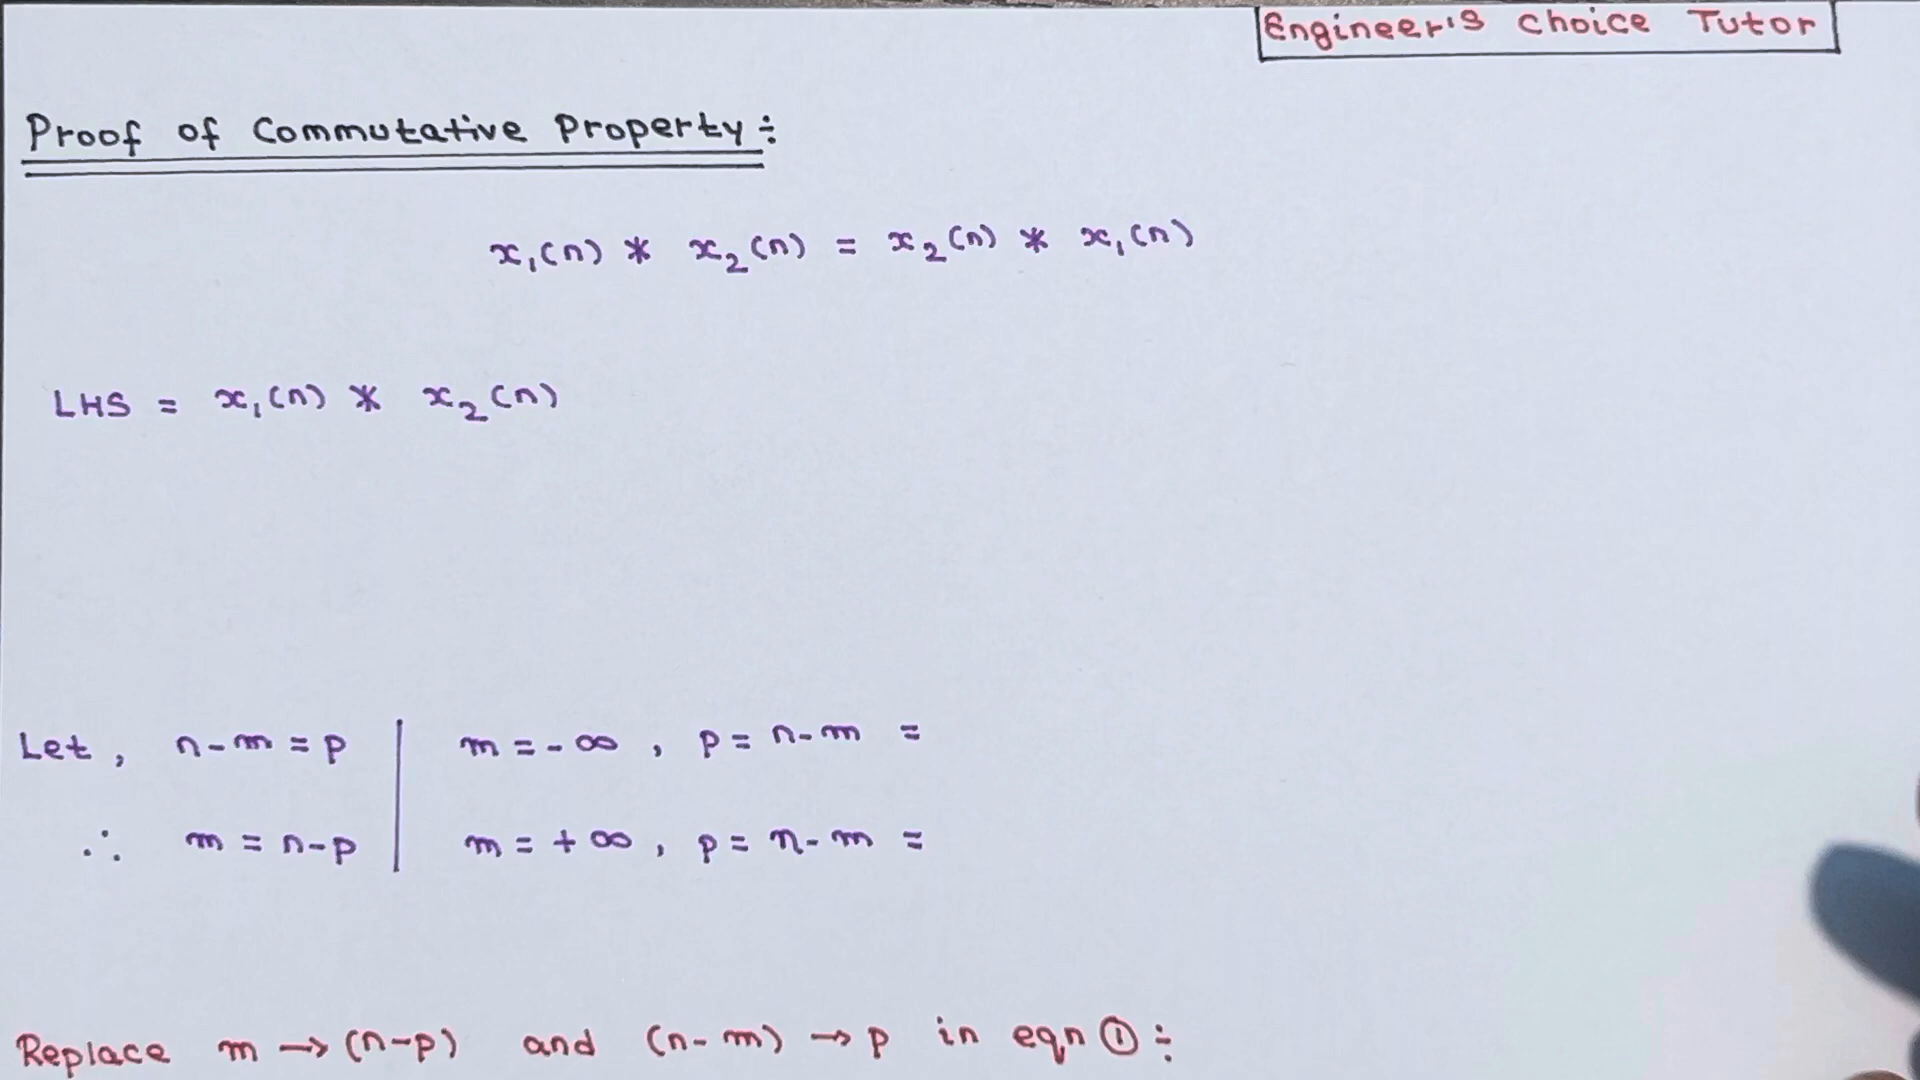 Engineer's Choice Tutor
Proof of Commutative Property ÷
x₁(n) * x₂(n) = x₂(n) * x₁(n)
LHS = x₁(n) * x₂(n)
Let, n-m = p | m = -∞, p = n-m =
∴ m = n-p | m = +∞, p = n-m =
Replace m → (n-p) and (n-m) → p in eqn ① ÷